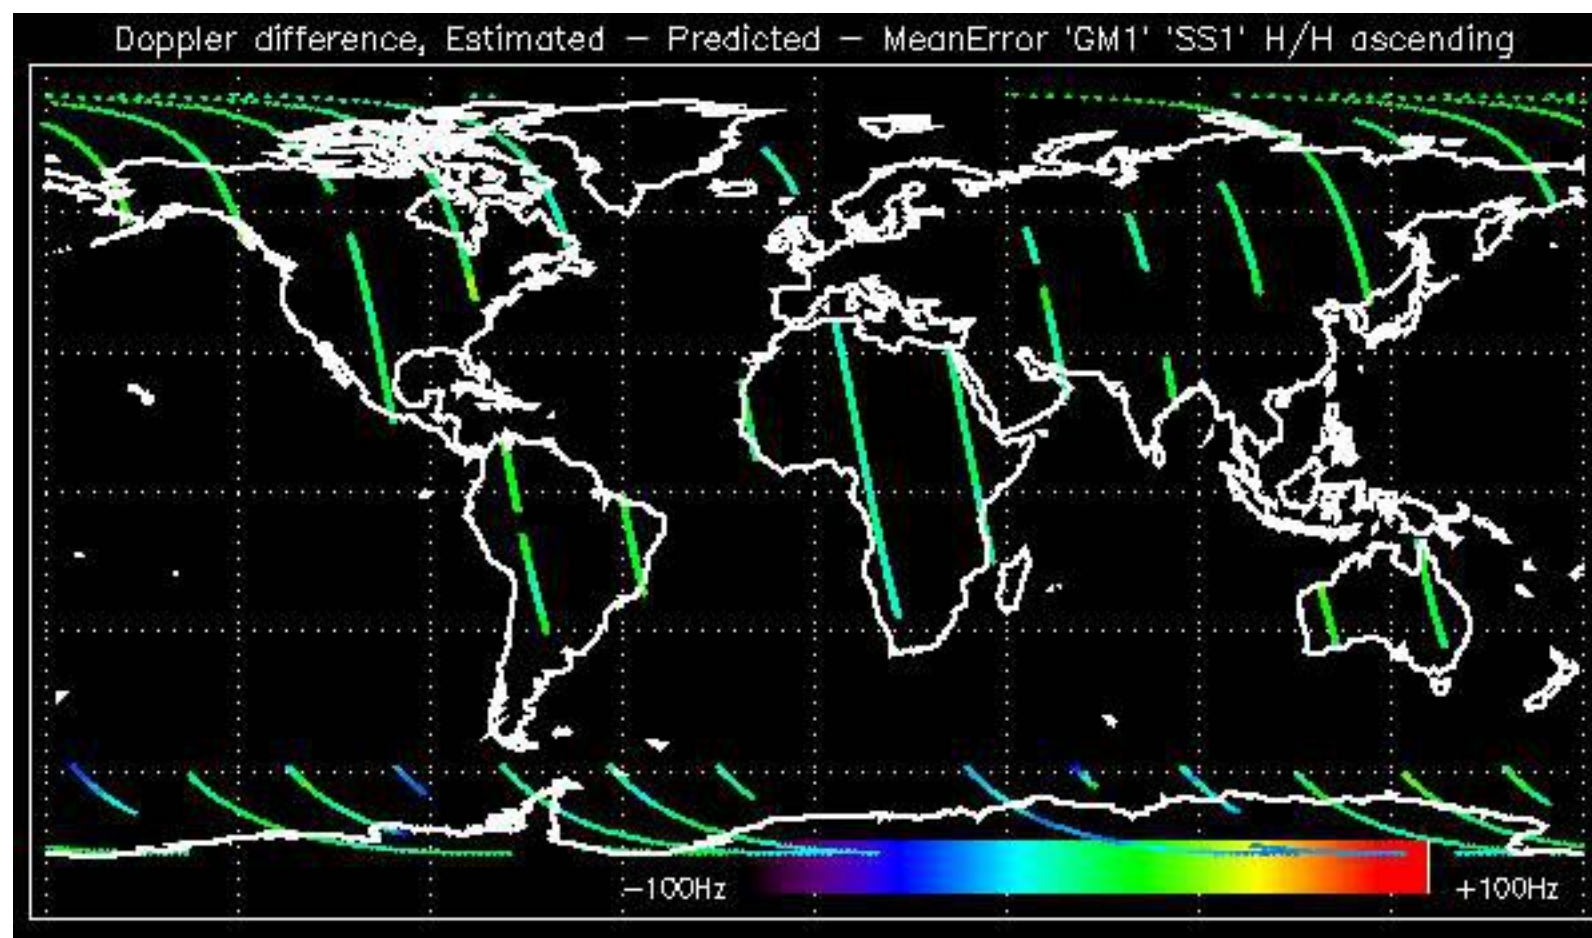 Doppler difference, Estimated – Predicted – MeanError 'GM1' 'SS1' H/H ascending
–100Hz
+100Hz